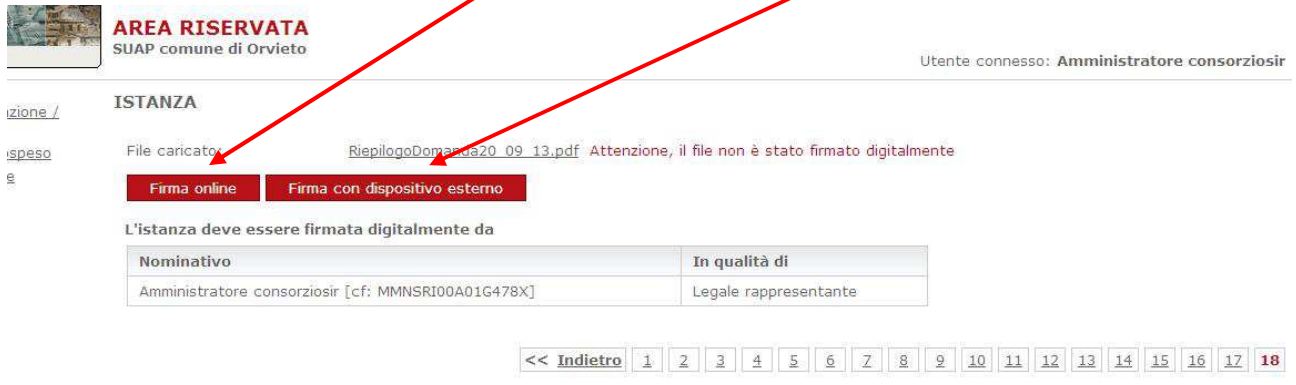 AREA RISERVATA
SUAP comune di Orvieto
Utente connesso: Amministratore consorziosir
azione /
ospeso
e
ISTANZA
File caricato: RiepilogoDomanda20_09_13.pdf Attenzione, il file non è stato firmato digitalmente
Firma online Firma con dispositivo esterno
L'istanza deve essere firmata digitalmente da
Nominativo In qualità di
Amministratore consorziosir [cf: MMNSRI00A01G478X] Legale rappresentante
<< Indietro 1 2 3 4 5 6 7 8 9 10 11 12 13 14 15 16 17 18